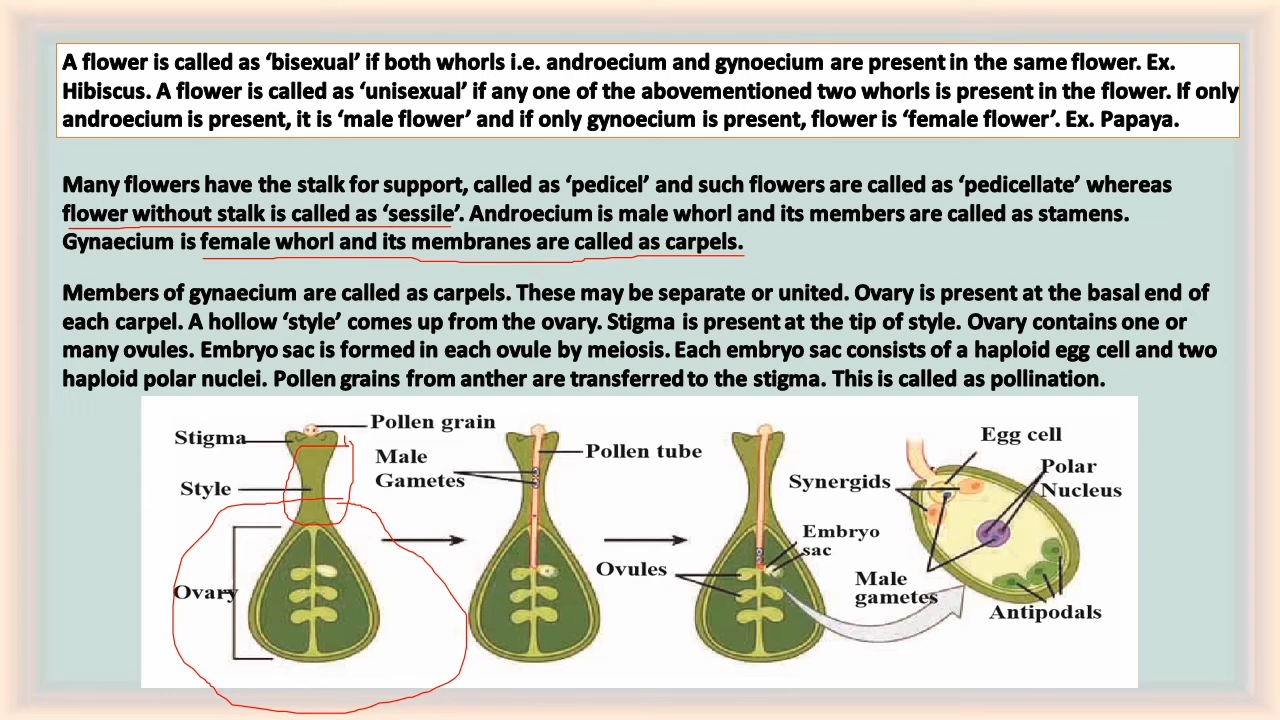 A flower is called as ‘bisexual’ if both whorls i.e. androecium and gynoecium are present in the same flower. Ex.
Hibiscus. A flower is called as ‘unisexual’ if any one of the abovementioned two whorls is present in the flower. If only
androecium is present, it is ‘male flower’ and if only gynoecium is present, flower is ‘female flower’. Ex. Papaya.
Many flowers have the stalk for support, called as ‘pedicel’ and such flowers are called as ‘pedicellate’ whereas
flower without stalk is called as ‘sessile’. Androecium is male whorl and its members are called as stamens.
Gynaecium is female whorl and its membranes are called as carpels.
Members of gynaecium are called as carpels. These may be separate or united. Ovary is present at the basal end of
each carpel. A hollow ‘style’ comes up from the ovary. Stigma is present at the tip of style. Ovary contains one or
many ovules. Embryo sac is formed in each ovule by meiosis. Each embryo sac consists of a haploid egg cell and two
haploid polar nuclei. Pollen grains from anther are transferred to the stigma. This is called as pollination.
Pollen grain
Stigma
Style
Ovary
Male
Gametes
Pollen tube
Ovules
Embryo
sac
Synergids
Egg cell
Polar
Nucleus
Male
gametes
Antipodals